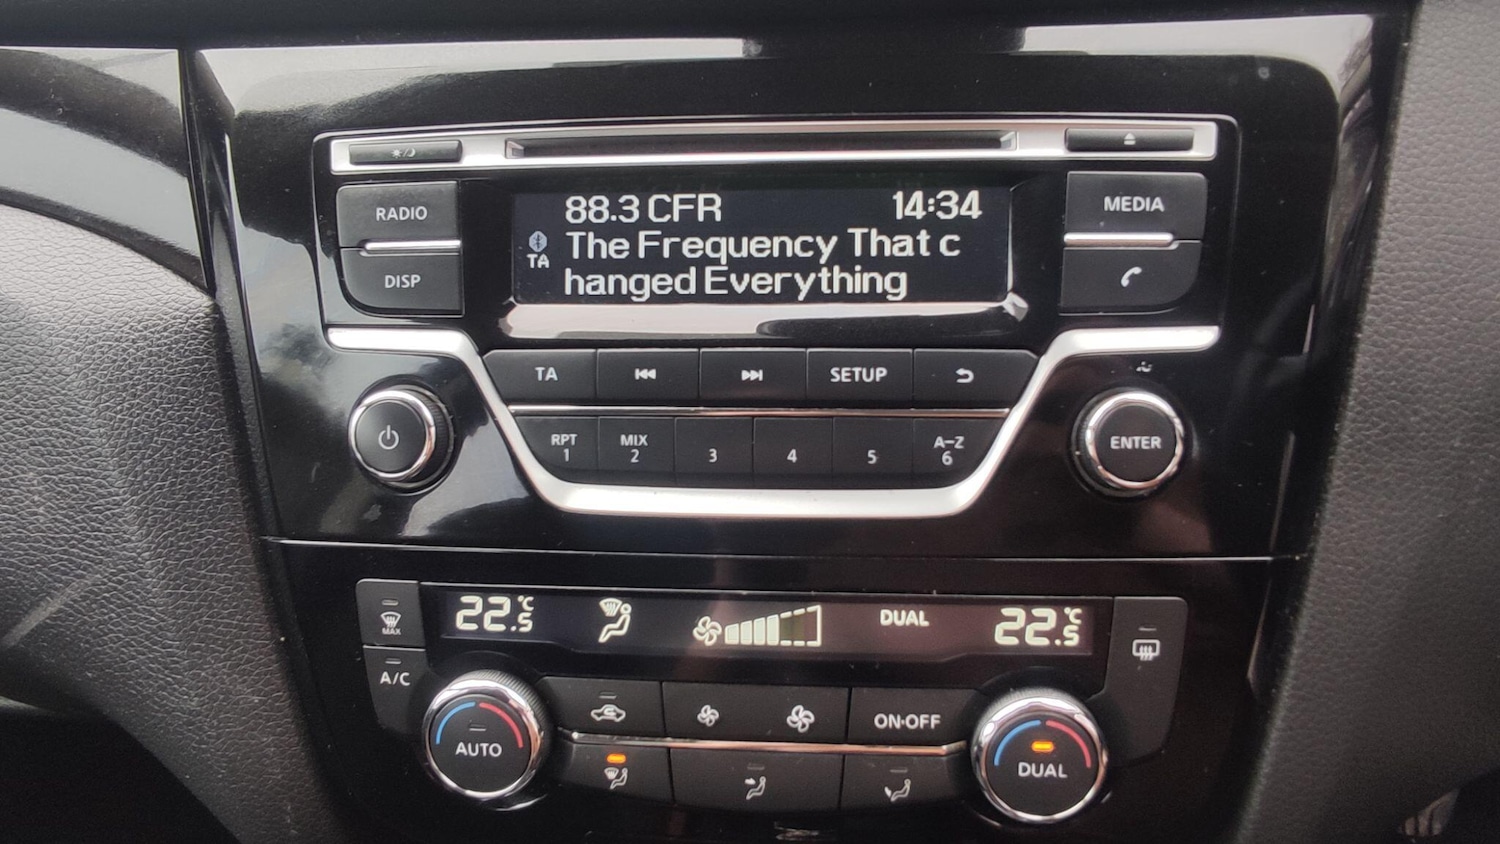 RADIO
DISP
88.3 CFR 14:34
TA The Frequency That c
hanged Everything
MEDIA
TA SETUP
RPT 1 MIX 2 3 4 5 A-Z 6
ENTER
MAX
A/C
22.5°C DUAL 22.5°C
AUTO
ON·OFF
DUAL